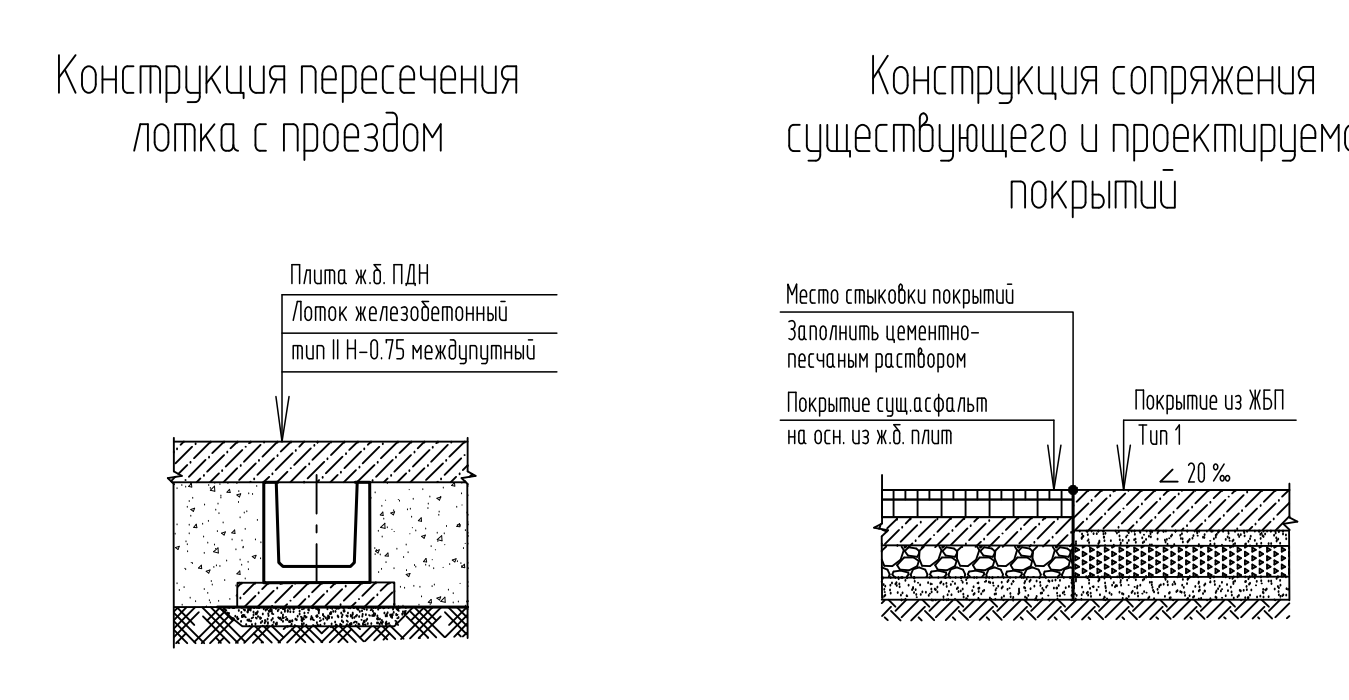 Конструкция пересечения
лотка с проездом
Плита ж.б. ПДН
Лоток железобетонный
тип II Н-0.75 междупутный
Конструкция сопряжения
существующего и проектируемо
покрытий
Место стыковки покрытий
Заполнить цементно-
песчаным раствором
Покрытие сущ.асфальт
на осн. из ж.б. плит
Покрытие из ЖБП
Тип 1
∠ 20 ‰